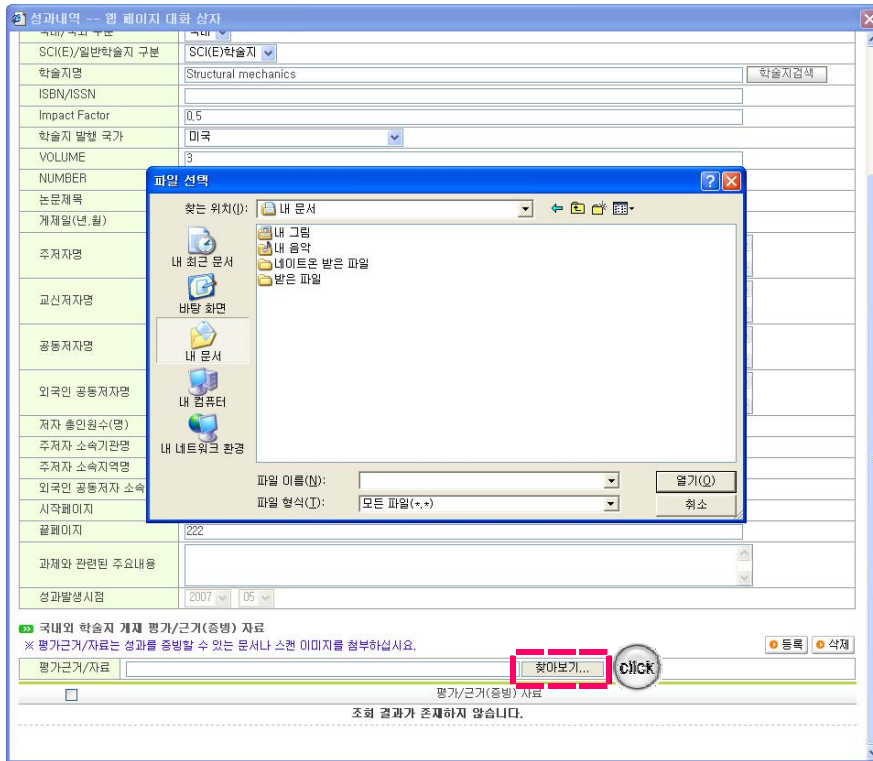 성과내역 -- 웹 페이지 대화 상자
국내/국외 구분 국내
SCI(E)/일반학술지 구분 SCI(E)학술지
학술지명 Structural mechanics 학술지검색
ISBN/ISSN
Impact Factor 0,5
학술지 발행 국가 미국
VOLUME 3
NUMBER
논문제목
게제일(년,월)
주저자명
교신저자명
공동저자명
외국인 공동저자명
저자 총인원수(명)
주저자 소속기관명
주저자 소속지역명
외국인 공동저자 소속
시작페이지
끝페이지 222
과제와 관련된 주요내용
성과발생시점 2007 05
파일 선택
찾는 위치(I): 내 문서
내 최근 문서
바탕 화면
내 문서
내 컴퓨터
내 네트워크 환경
내 그림
내 음악
네이트온 받은 파일
받은 파일
파일 이름(N): 열기(O)
파일 형식(T): 모든 파일(*,*) 취소
국내외 학술지 게재 평가/근거(증빙) 자료
※ 평가근거/자료는 성과를 증빙할 수 있는 문서나 스캔 이미지를 첨부하십시요. 등록 삭제
평가근거/자료 찾아보기... click
평가/근거(증빙) 자료
조회 결과가 존재하지 않습니다.